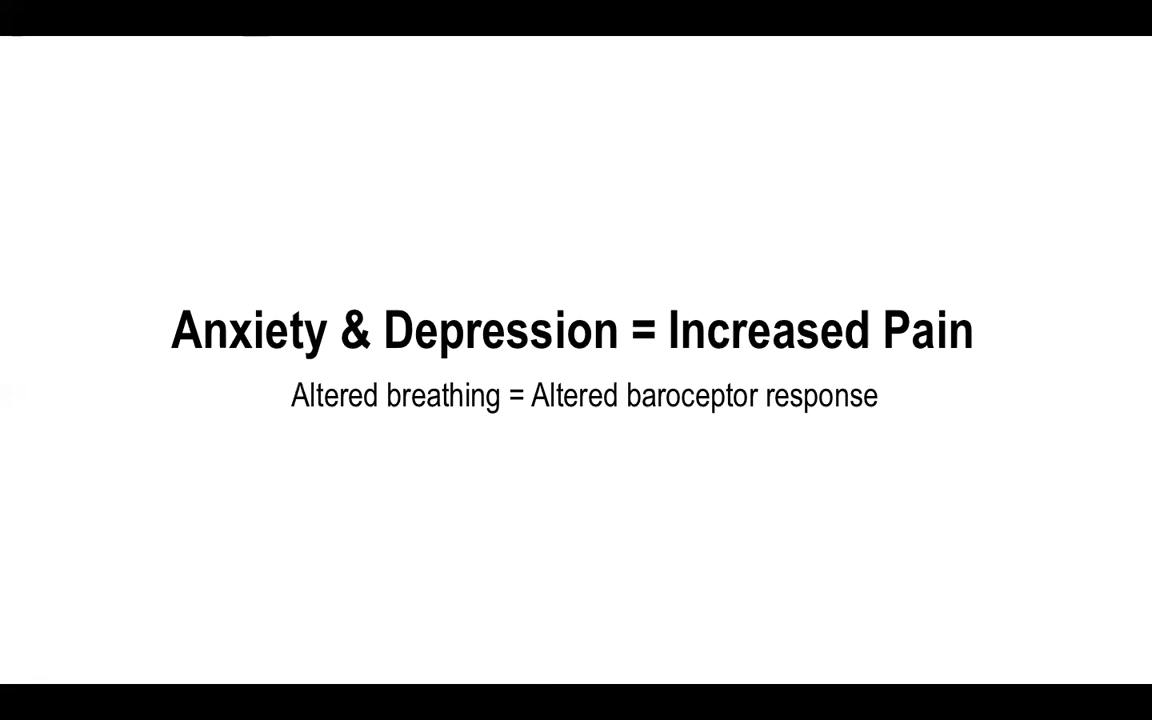 Anxiety & Depression = Increased Pain
Altered breathing = Altered baroceptor response